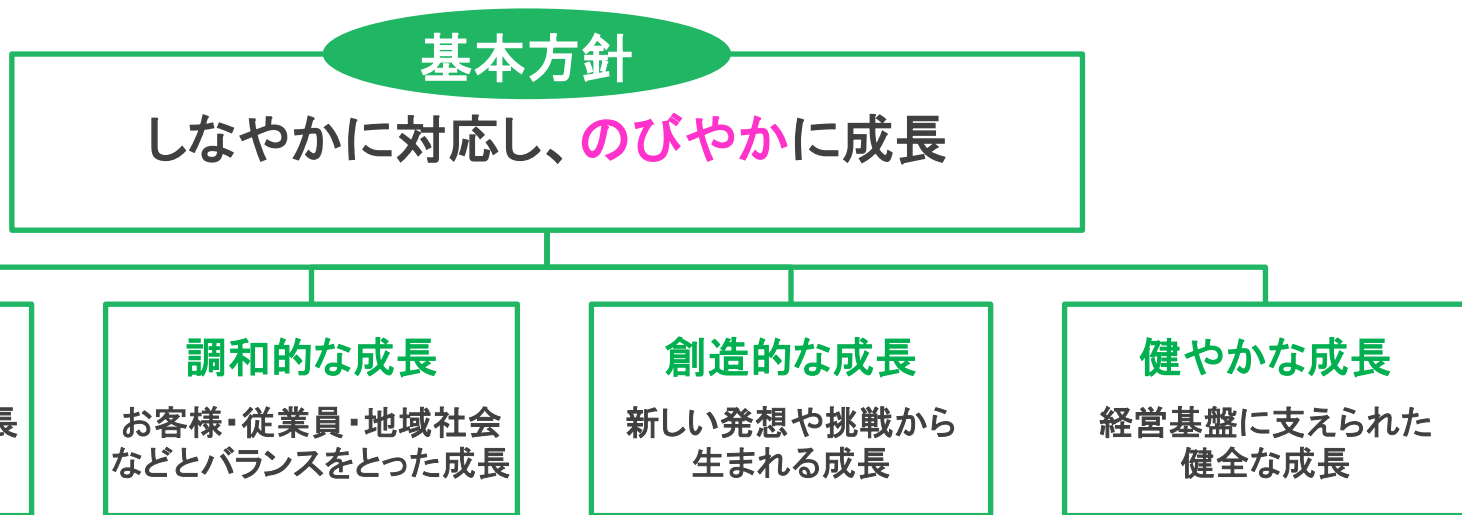 基本方針
しなやかに対応し、のびやかに成長
長
調和的な成長
お客様・従業員・地域社会
などとバランスをとった成長
創造的な成長
新しい発想や挑戦から
生まれる成長
健やかな成長
経営基盤に支えられた
健全な成長